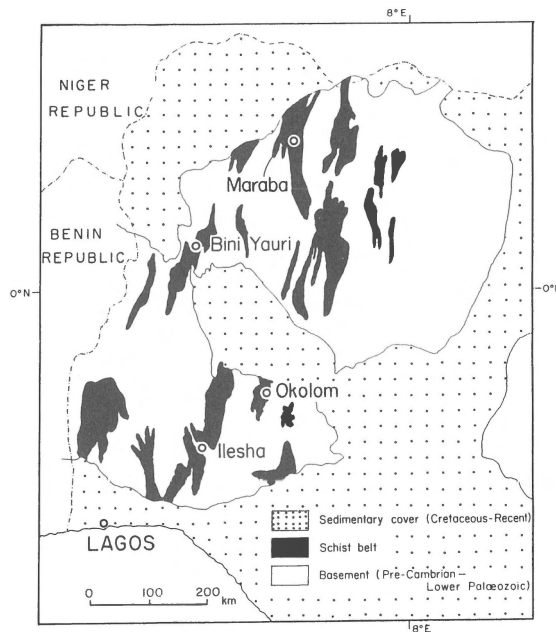 8°E
NIGER
REPUBLIC
Maraba
BENIN
REPUBLIC
Bini Yauri
0°N
0°N
Okolom
Ilesha
LAGOS
0 100 200
km
Sedimentary cover (Cretaceous-Recent)
Schist belt
Basement (Pre-Cambrian–
Lower Palæozoic)
8°E